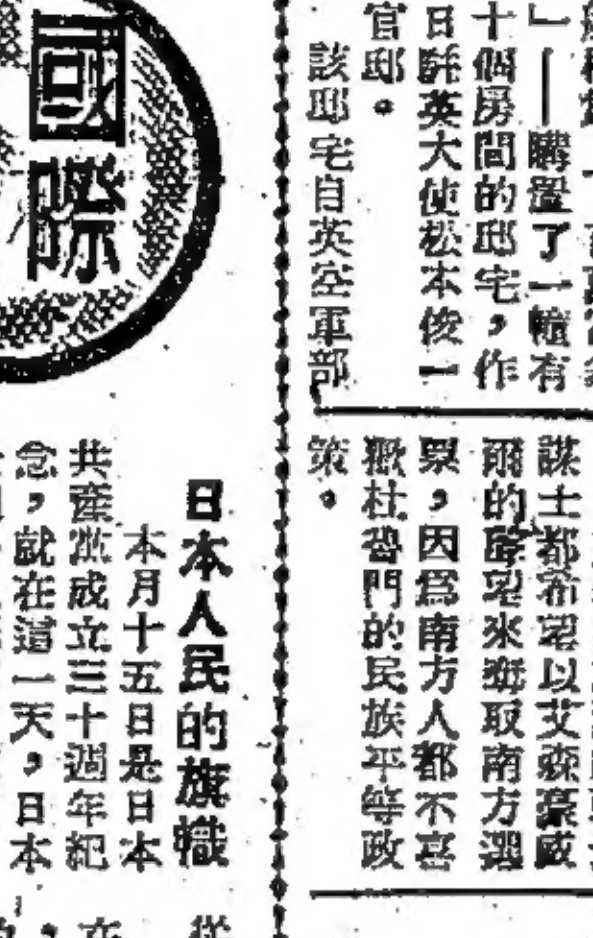 」——購置了一幢有
十個房間的邸宅，作
日駐英大使松本俊一
官邸。
該邸宅自英空軍部
謀士都希望以艾森豪威
爾的聲望來獲取南方選
票，因爲南方人都不喜
歡杜魯門的民族平等政
策。
國際
日本人民的旗幟
本月十五日是日本
共產黨成立三十週年紀
念，就在這一天，日本